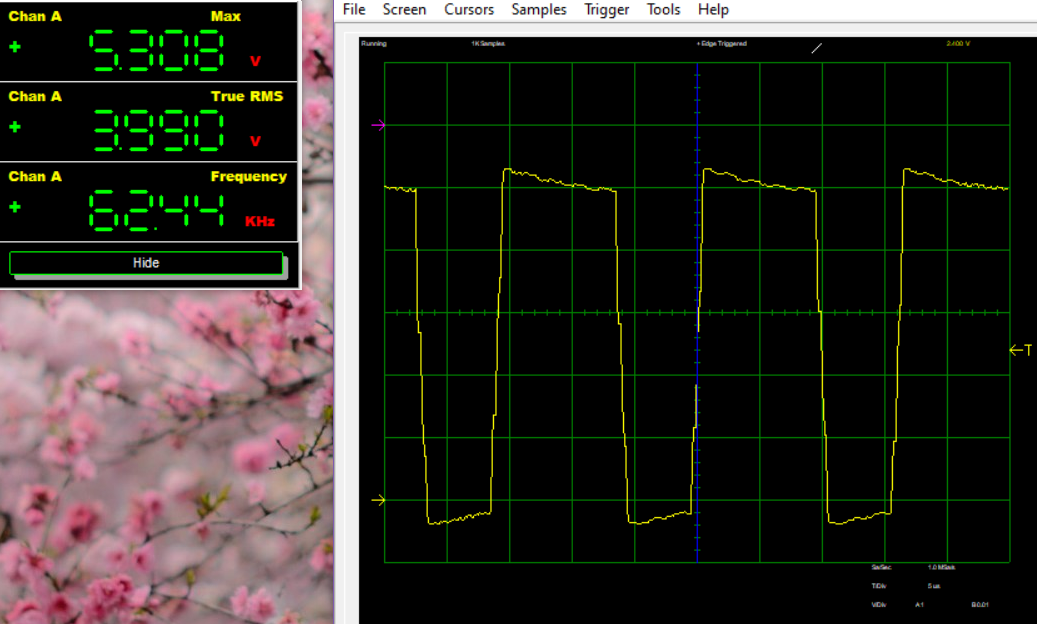 Chan A Max
+ 5.308 V
Chan A True RMS
+ 3.990 V
Chan A Frequency
+ 62.44 KHz
Hide
File Screen Cursors Samples Trigger Tools Help
Running 1K Samples + Edge Triggered 2.400 V
T
Sa/Sec 1.0 MSa/s
T/Div 5 us
V/Div A:1 B:0.01